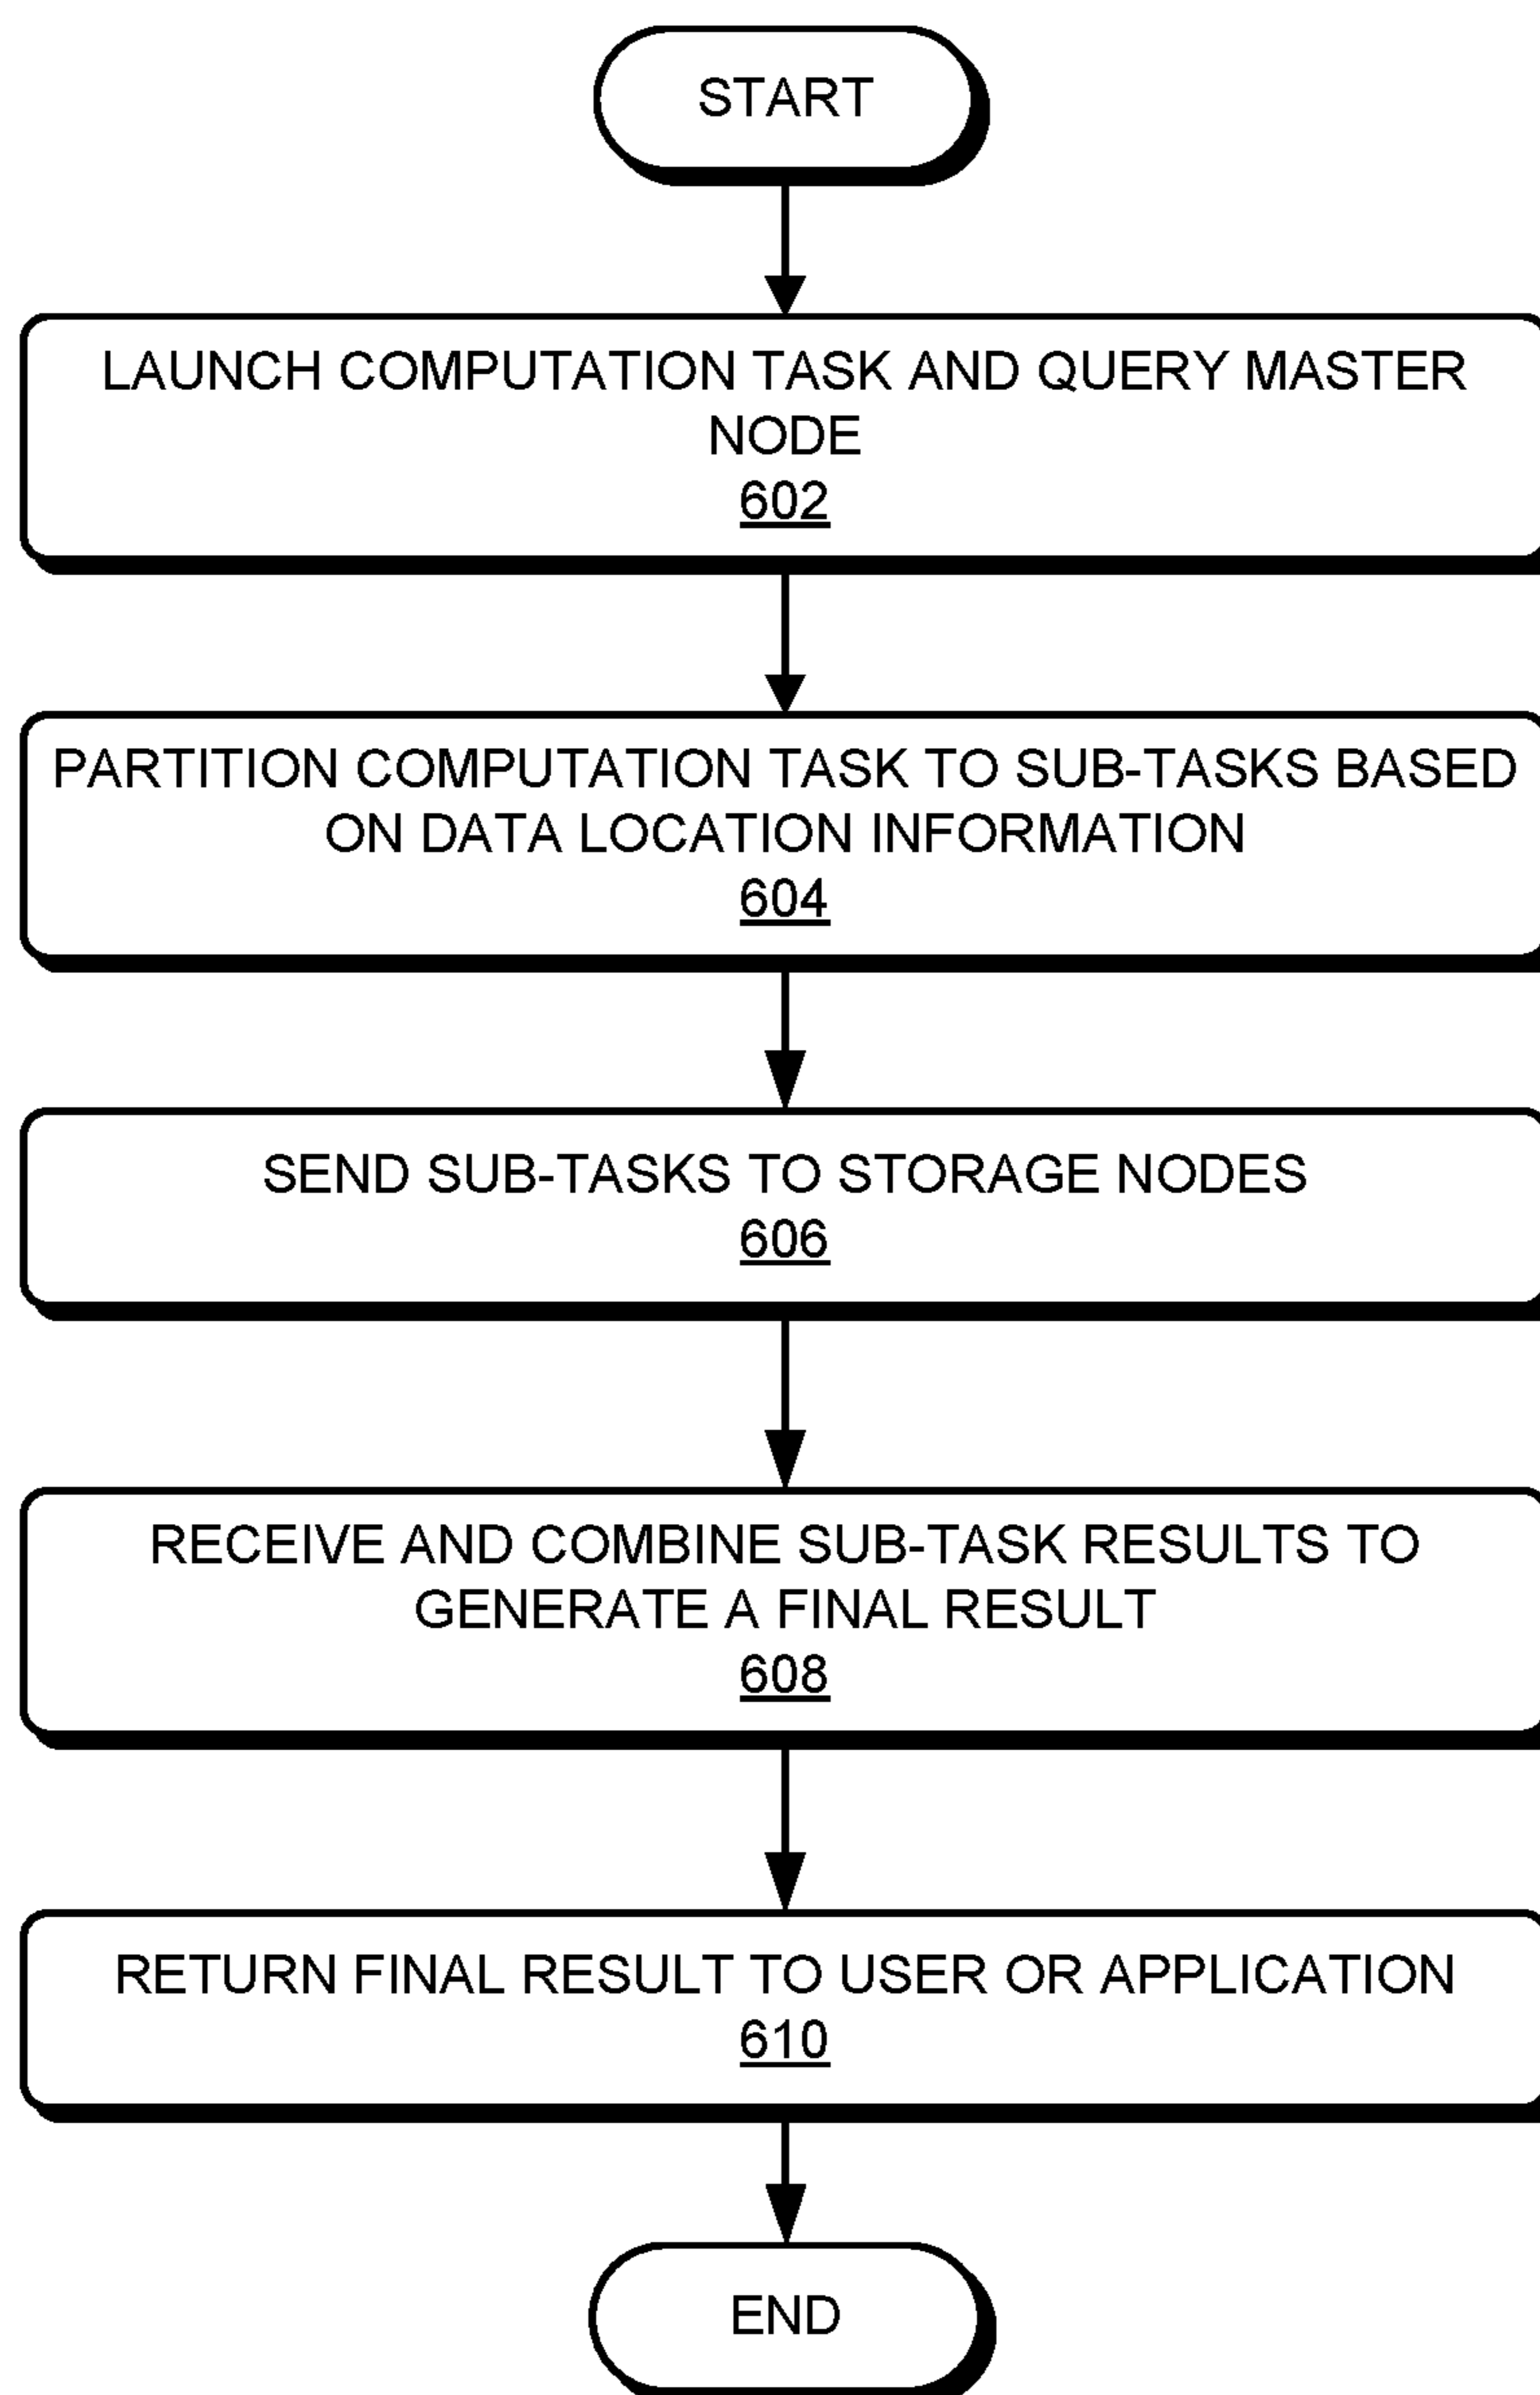 START
LAUNCH COMPUTATION TASK AND QUERY MASTER
NODE
602
PARTITION COMPUTATION TASK TO SUB-TASKS BASED
ON DATA LOCATION INFORMATION
604
SEND SUB-TASKS TO STORAGE NODES
606
RECEIVE AND COMBINE SUB-TASK RESULTS TO
GENERATE A FINAL RESULT
608
RETURN FINAL RESULT TO USER OR APPLICATION
610
END